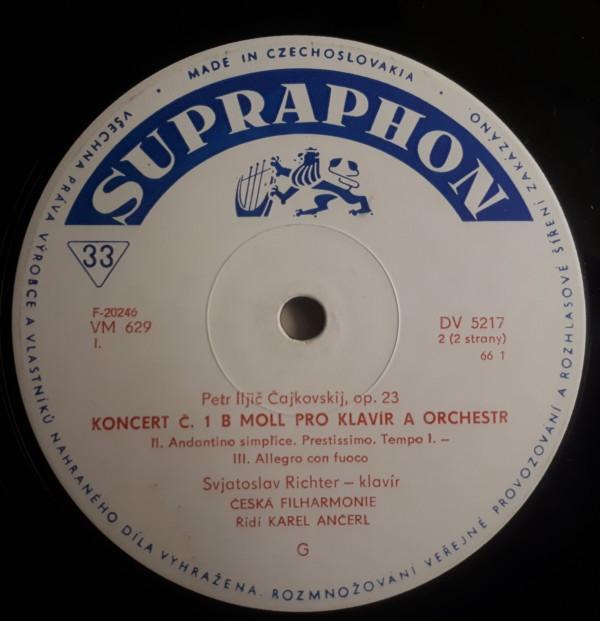 • MADE IN CZECHOSLOVAKIA •
SUPRAPHON
33
F-20246
VM 629
I.
DV 5217
2 (2 strany)
66 1
Petr Iljič Čajkovskij, op. 23
KONCERT Č. 1 B MOLL PRO KLAVÍR A ORCHESTR
II. Andantino simplice. Prestissimo. Tempo I. –
III. Allegro con fuoco
Svjatoslav Richter – klavír
ČESKÁ FILHARMONIE
Řídí KAREL ANČERL
G
VŠECHNA PRÁVA VÝROBCE A VLASTNÍKŮ NAHRANÉHO DÍLA VYHRAŽENA. ROZMNOŽOVÁNÍ VEŘEJNÉ PROVOZOVÁNÍ A ROZHLASOVÉ ŠÍŘENÍ ZAKÁZÁNO